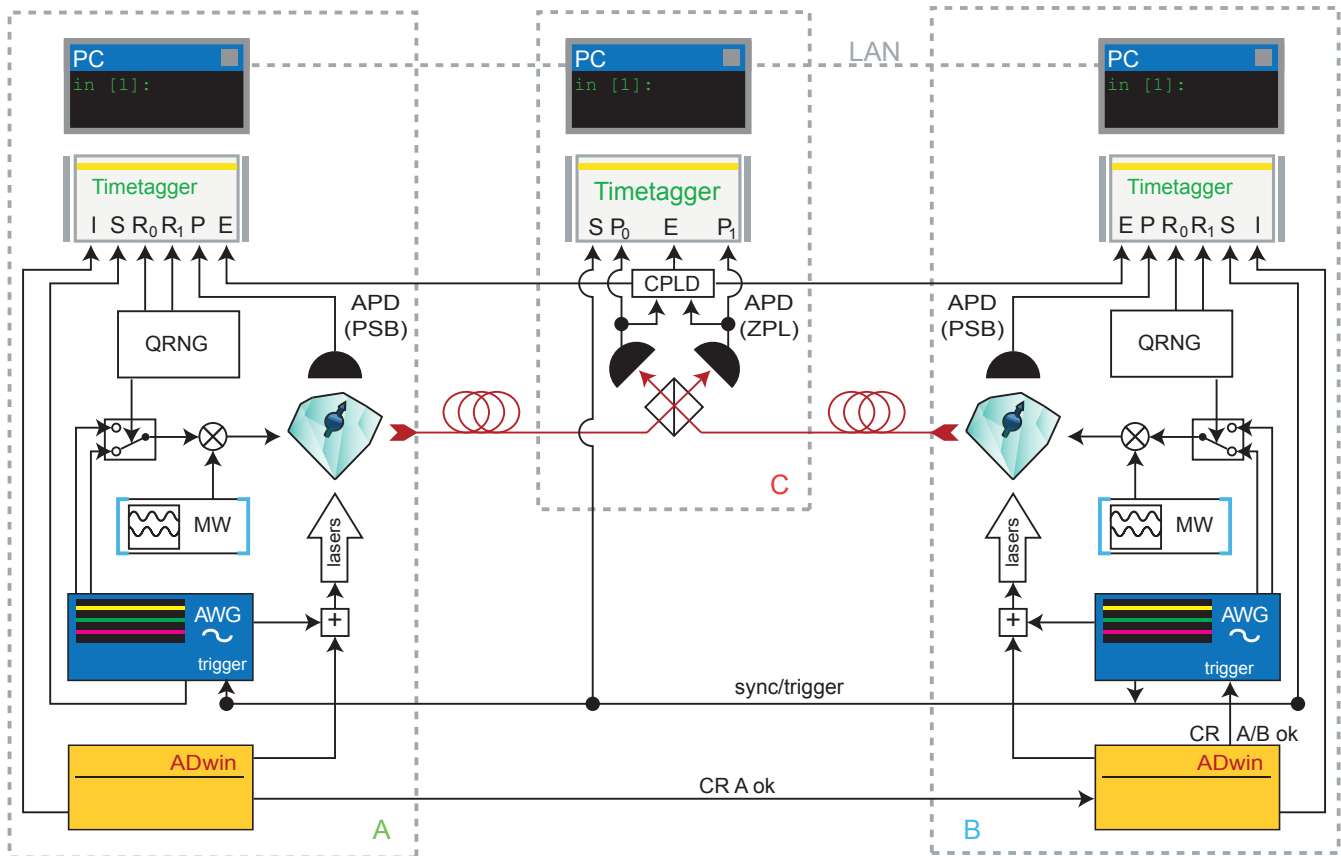 PC
in [1]:
Timetagger
I S R0 R1 P E
APD
(PSB)
QRNG
MW
lasers
AWG
trigger
ADwin
A
PC
in [1]:
Timetagger
S P0 E P1
CPLD
APD
(ZPL)
C
LAN
sync/trigger
CR A ok
PC
in [1]:
Timetagger
E P R0 R1 S I
APD
(PSB)
QRNG
MW
lasers
AWG
trigger
CR A/B ok
ADwin
B